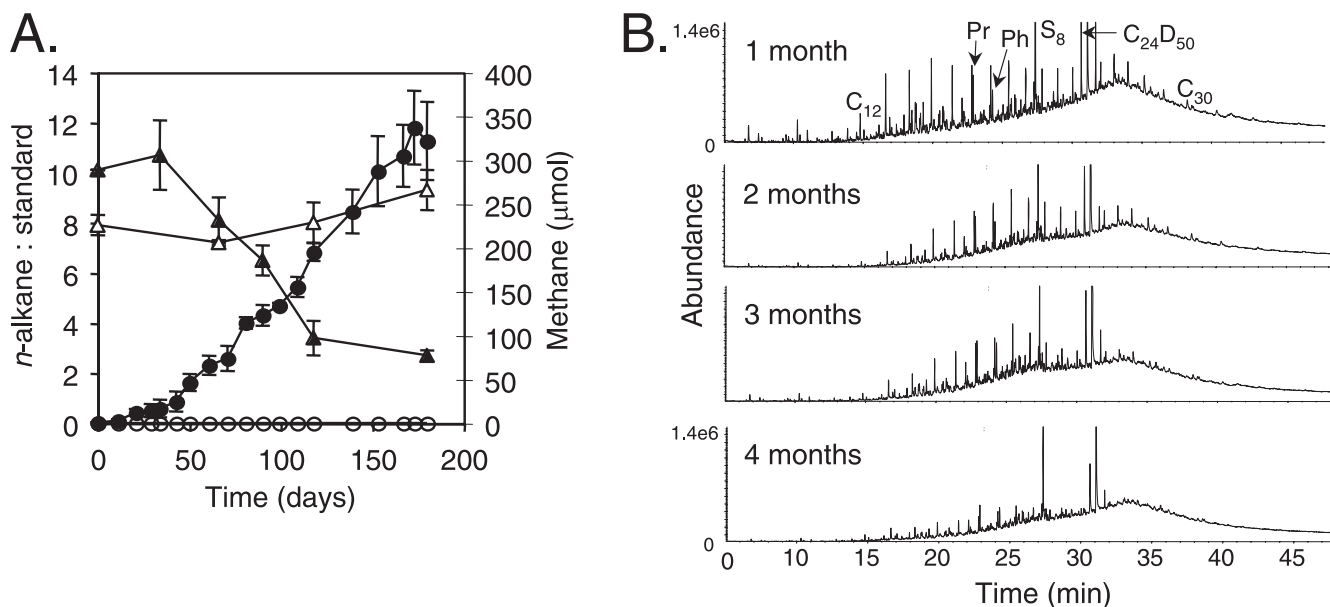 A.
14
12
10
8
6
4
2
0
n-alkane : standard
400
350
300
250
200
150
100
50
0
Methane (μmol)
0 50 100 150 200
Time (days)
B.
1.4e6
0
1 month
C12
Pr
Ph
S8
C24D50
C30
2 months
3 months
1.4e6
0
4 months
Abundance
0 10 20 25 30 35 40 45
Time (min)